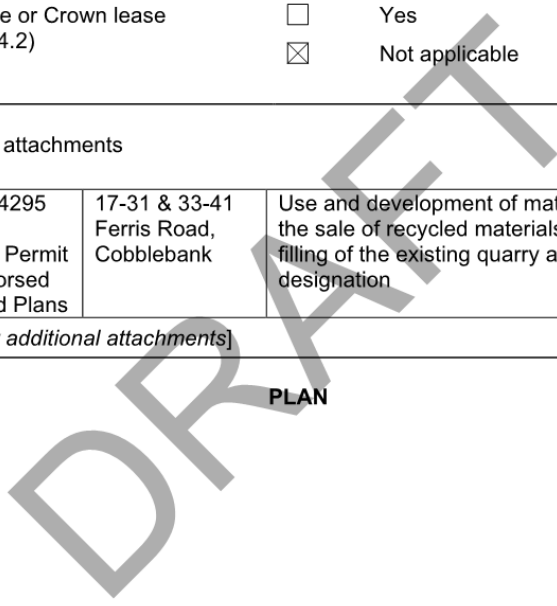 e or Crown lease
4.2)
☐ Yes
☒ Not applicable
attachments
4295
Permit
orsed
d Plans
17-31 & 33-41
Ferris Road,
Cobblebank
Use and development of mat
the sale of recycled materials
filling of the existing quarry a
designation
additional attachments]
PLAN
DRAFT